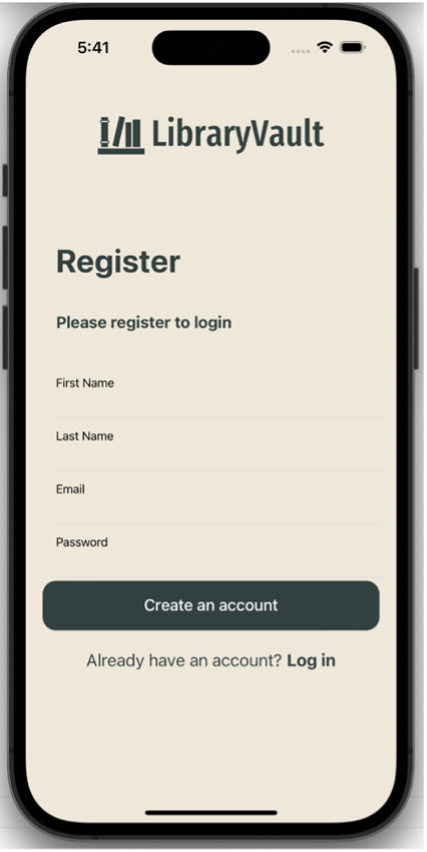 5:41
LibraryVault
Register
Please register to login
First Name
Last Name
Email
Password
Create an account
Already have an account? Log in